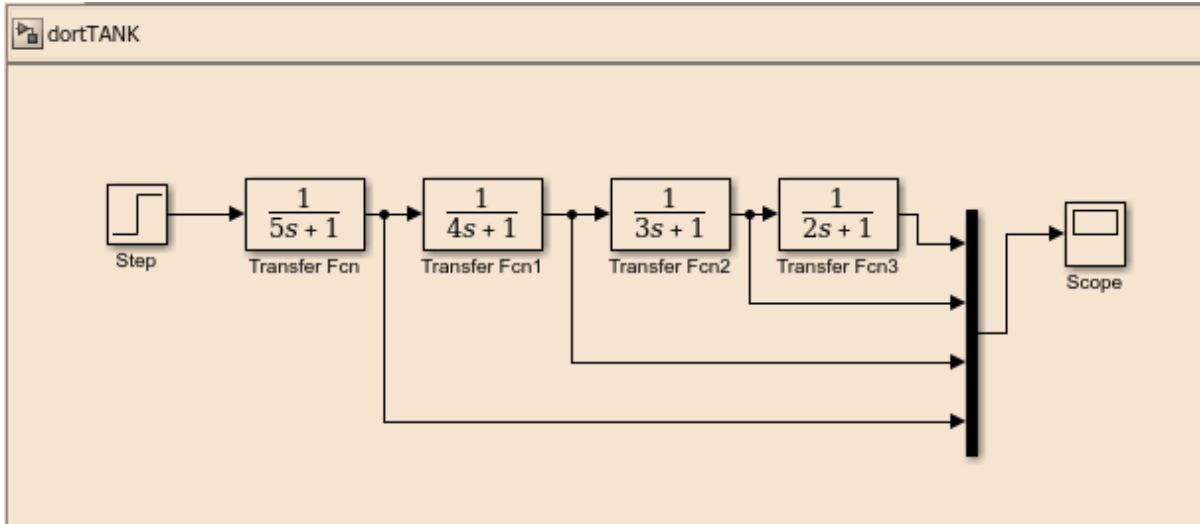 dortTANK
Step
1
5s + 1
Transfer Fcn
1
4s + 1
Transfer Fcn1
1
3s + 1
Transfer Fcn2
1
2s + 1
Transfer Fcn3
Scope